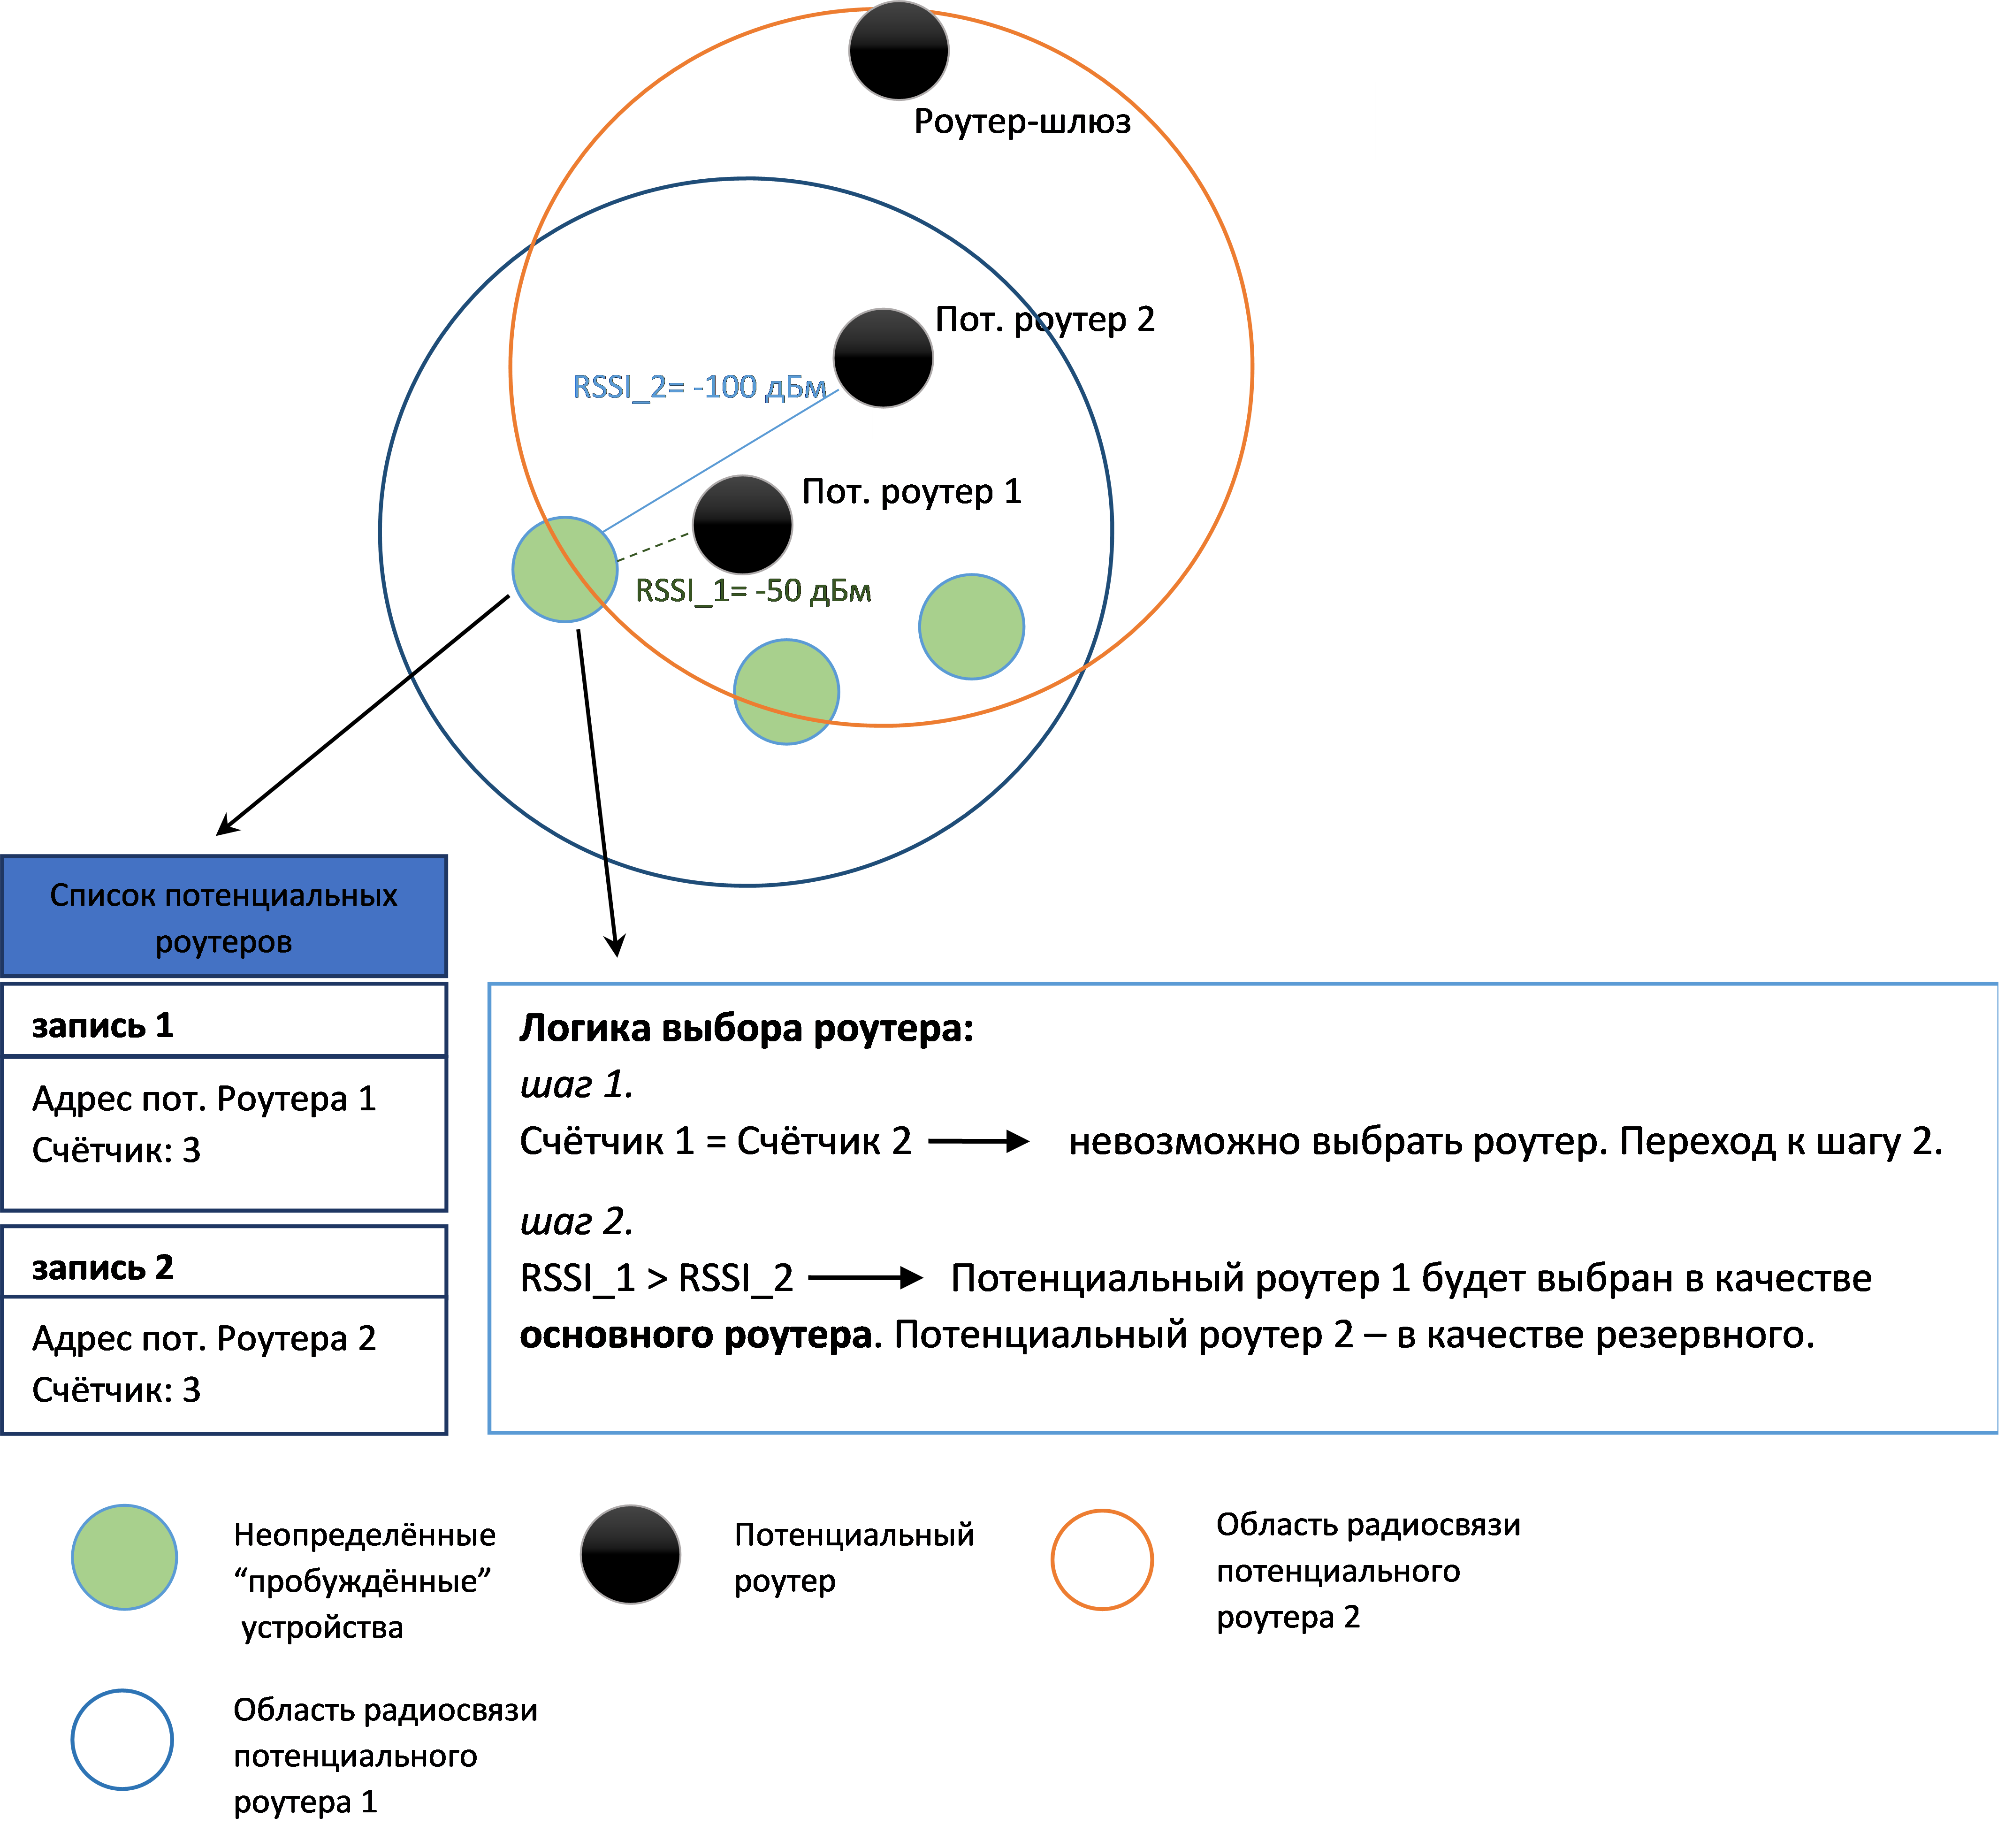 Роутер-шлюз
Пот. роутер 2
RSSI_2= -100 дБм
Пот. роутер 1
RSSI_1= -50 дБм
Список потенциальных
роутеров
запись 1
Адрес пот. Роутера 1
Счётчик: 3
запись 2
Адрес пот. Роутера 2
Счётчик: 3
Логика выбора роутера:
шаг 1.
Счётчик 1 = Счётчик 2 невозможно выбрать роутер. Переход к шагу 2.
шаг 2.
RSSI_1 > RSSI_2 Потенциальный роутер 1 будет выбран в качестве
основного роутера. Потенциальный роутер 2 – в качестве резервного.
Неопределённые
“пробуждённые”
устройства
Потенциальный
роутер
Область радиосвязи
потенциального
роутера 2
Область радиосвязи
потенциального
роутера 1